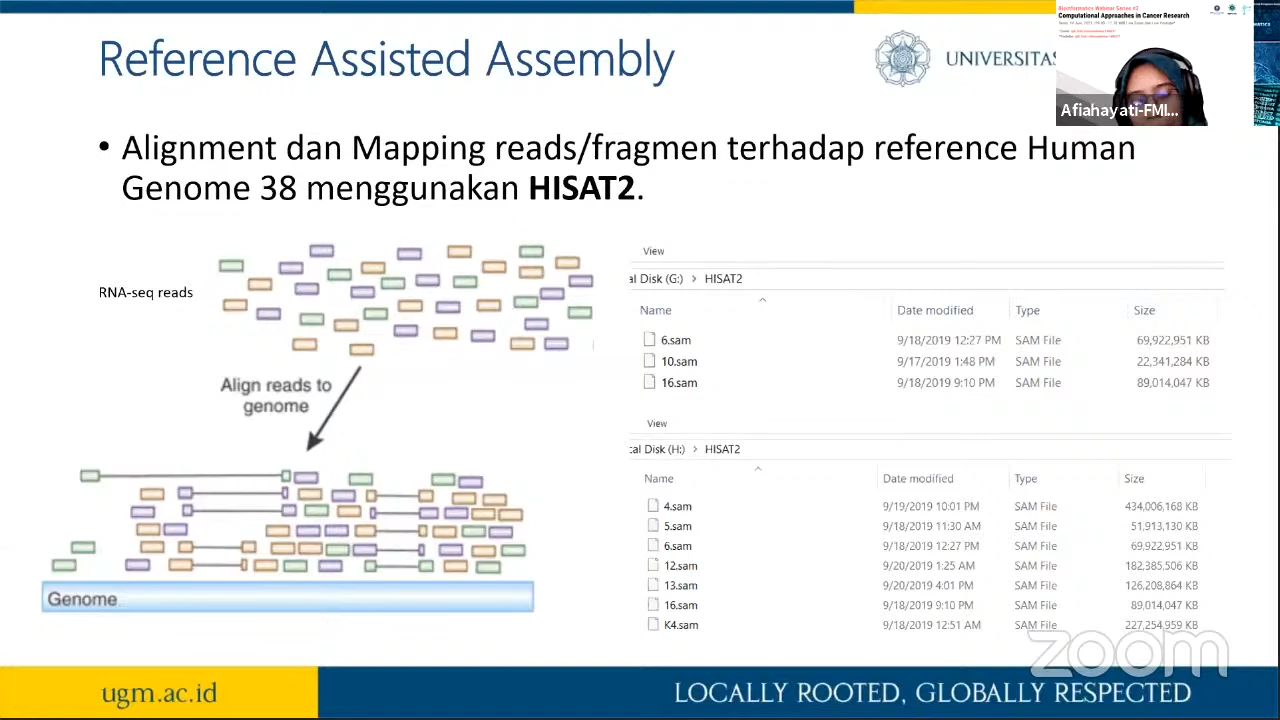 Reference Assisted Assembly
UNIVERSITAS
Bioinformatics Webinar Series #2
Computational Approaches in Cancer Research
Afiahayati-FMI...
• Alignment dan Mapping reads/fragmen terhadap reference Human
Genome 38 menggunakan HISAT2.
RNA-seq reads
Align reads to
genome
Genome
View
al Disk (G:) > HISAT2
Name Date modified Type Size
6.sam 9/18/2019 12:27 PM SAM File 69,922,951 KB
10.sam 9/17/2019 1:48 PM SAM File 22,341,284 KB
16.sam 9/18/2019 9:10 PM SAM File 89,014,047 KB
View
cal Disk (H:) > HISAT2
Name Date modified Type Size
4.sam 9/19/2019 10:01 PM SAM File 434,006,168 KB
5.sam 9/18/2019 11:30 AM SAM File 51,913,130 KB
6.sam 9/18/2019 12:27 PM SAM File 69,922,951 KB
12.sam 9/20/2019 1:25 AM SAM File 182,385,506 KB
13.sam 9/20/2019 4:01 PM SAM File 126,208,864 KB
16.sam 9/18/2019 9:10 PM SAM File 89,014,047 KB
K4.sam 9/18/2019 12:51 AM SAM File 227,254,959 KB
zoom
ugm.ac.id
LOCALLY ROOTED, GLOBALLY RESPECTED